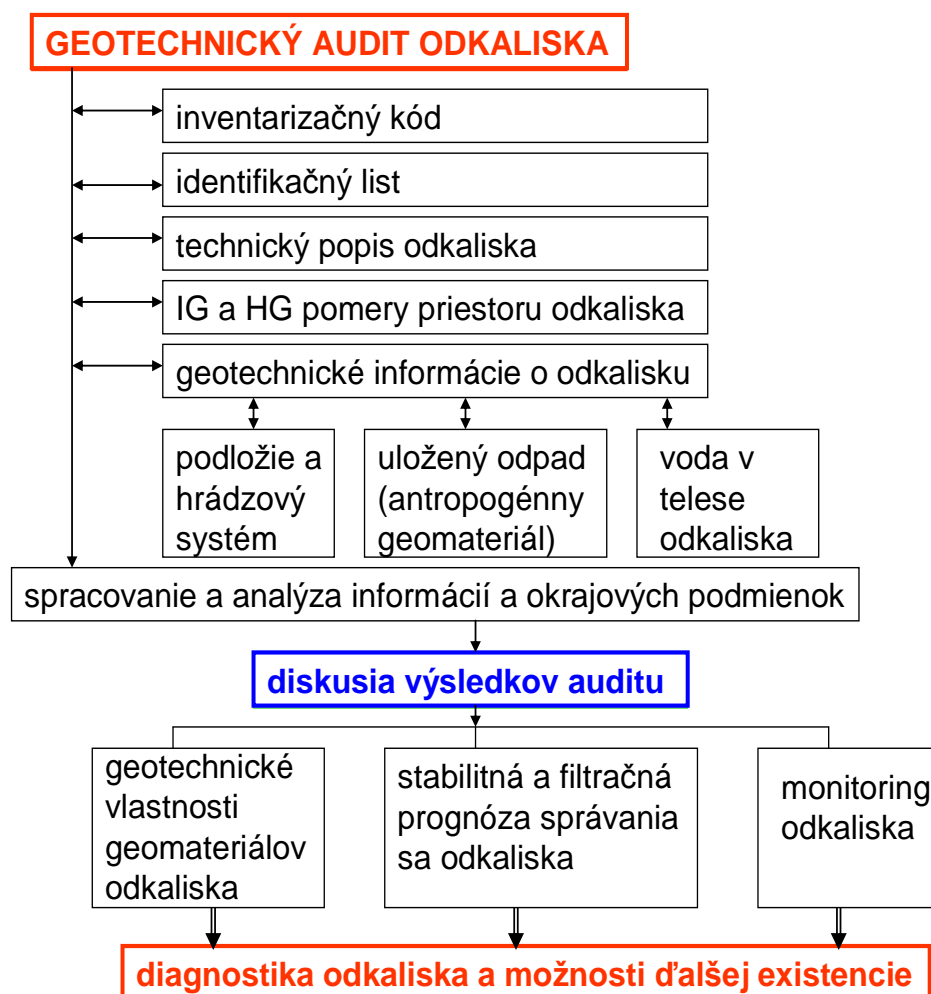 GEOTECHNICKÝ AUDIT ODKALISKA
inventarizačný kód
identifikačný list
technický popis odkaliska
IG a HG pomery priestoru odkaliska
geotechnické informácie o odkalisku
podložie a
hrádzový
systém
uložený odpad
(antropogénny
geomateriál)
voda v
telese
odkaliska
spracovanie a analýza informácií a okrajových podmienok
diskusia výsledkov auditu
geotechnické
vlastnosti
geomateriálov
odkaliska
stabilitná a filtračná
prognóza správania
sa odkaliska
monitoring
odkaliska
diagnostika odkaliska a možnosti ďalšej existencie